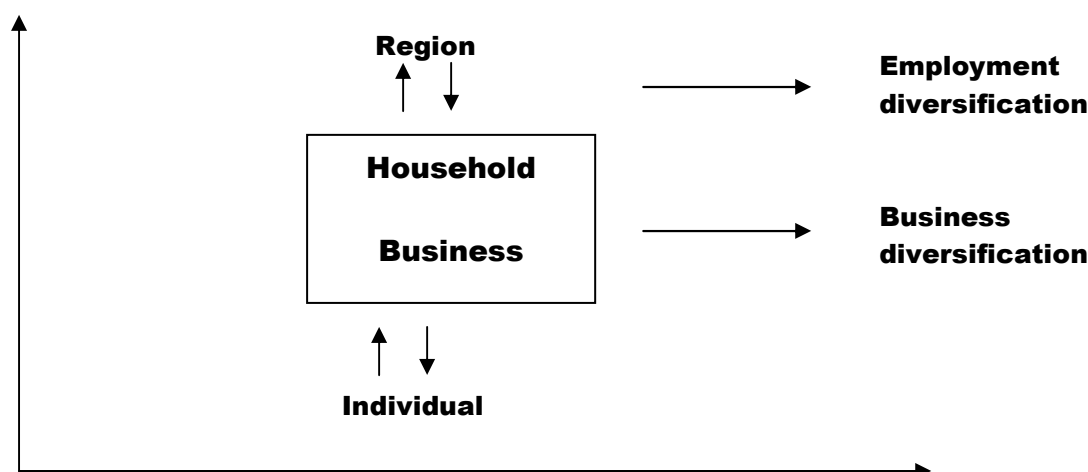 Region
Employment
diversification
Household
Business
Business
diversification
Individual